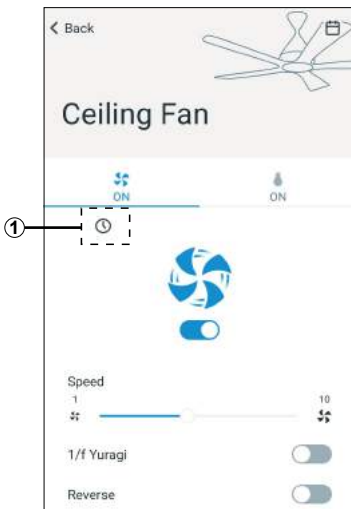 Back
Ceiling Fan
ON ON
1
Speed
1 10
1/f Yuragi
Reverse